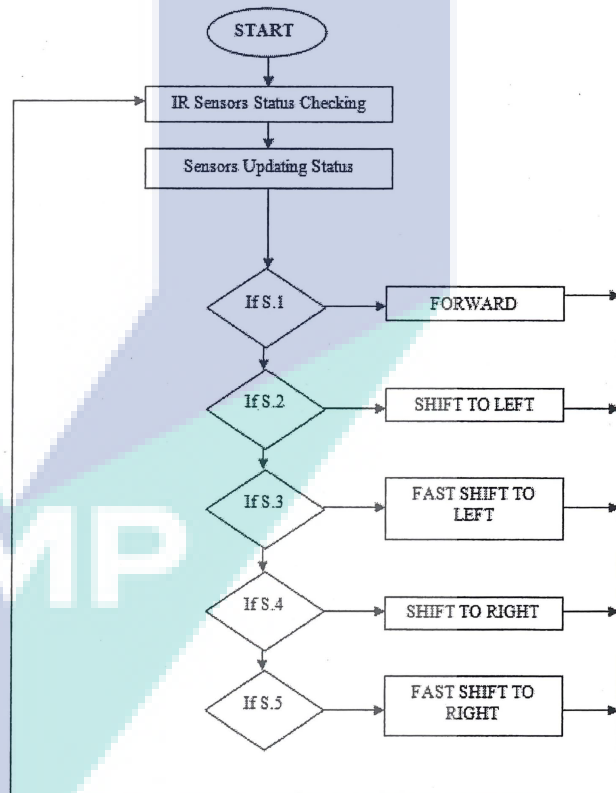 START
IR Sensors Status Checking
Sensors Updating Status
If S.1
FORWARD
If S.2
SHIFT TO LEFT
If S.3
FAST SHIFT TO
LEFT
MP
If S.4
SHIFT TO RIGHT
If S.5
FAST SHIFT TO
RIGHT